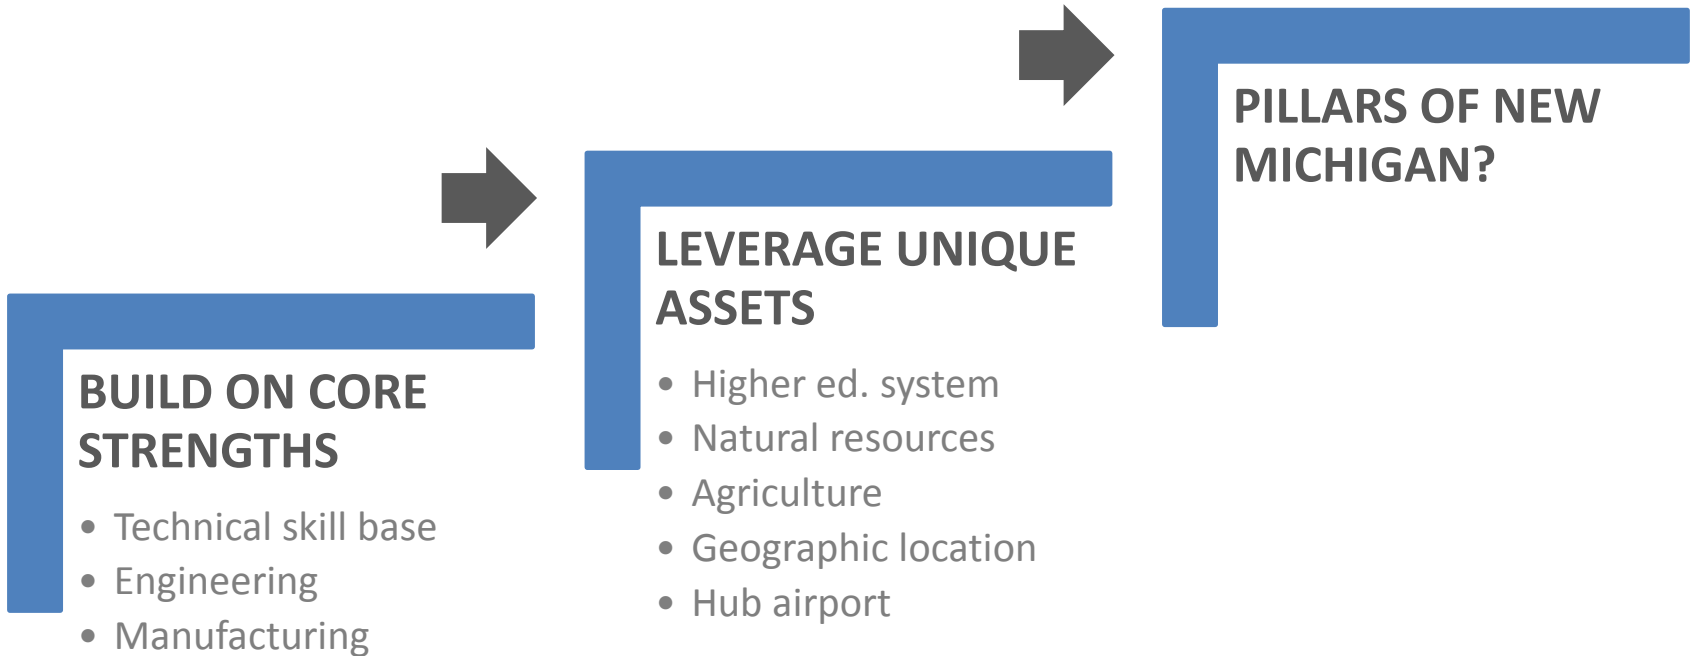 BUILD ON CORE
STRENGTHS
• Technical skill base
• Engineering
• Manufacturing
LEVERAGE UNIQUE
ASSETS
• Higher ed. system
• Natural resources
• Agriculture
• Geographic location
• Hub airport
PILLARS OF NEW
MICHIGAN?